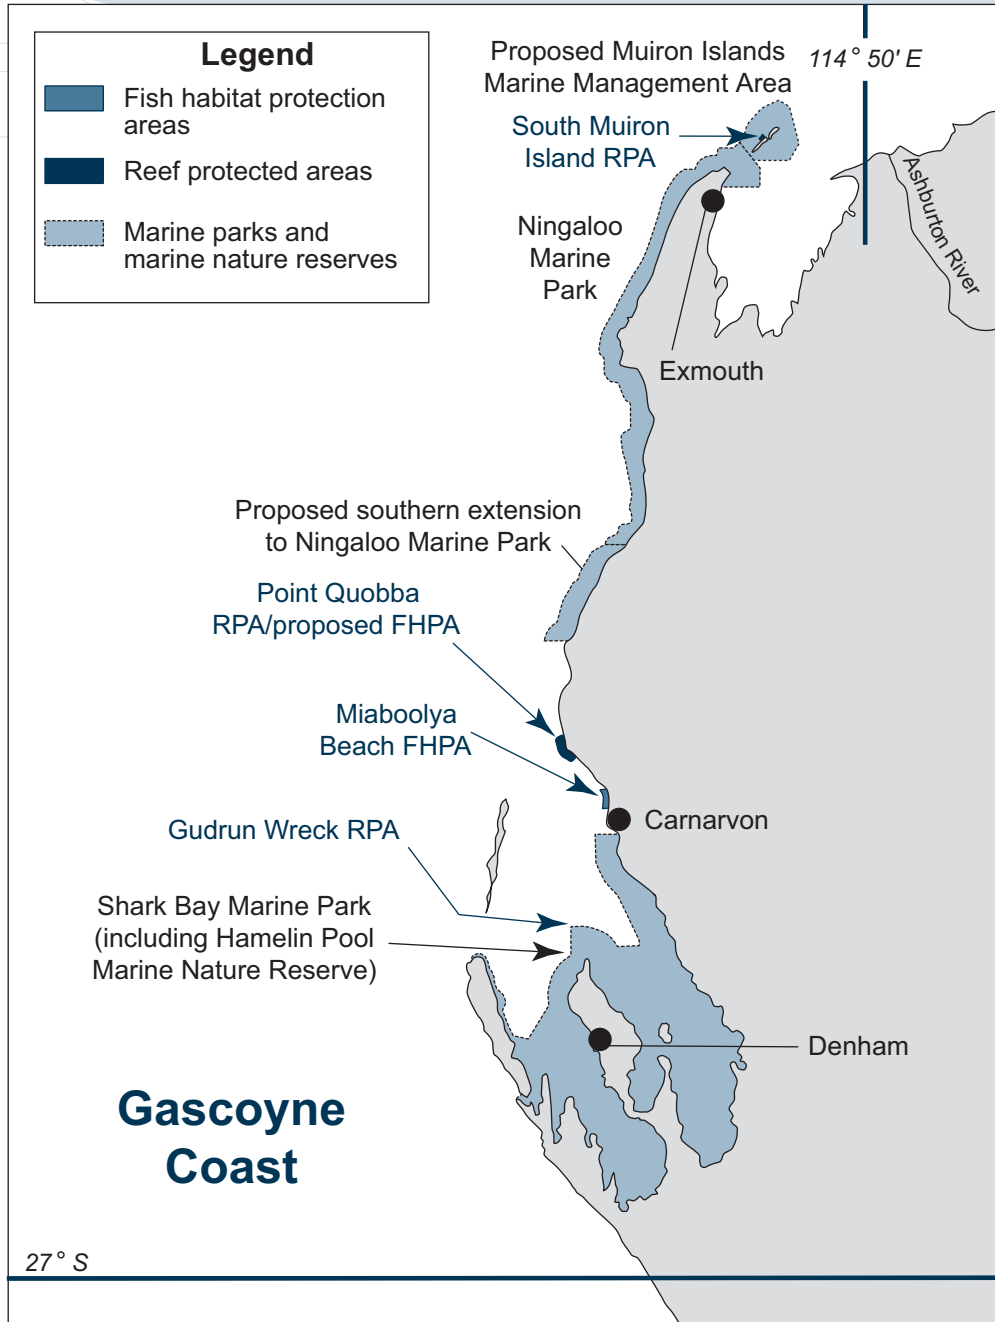 Legend
Fish habitat protection
areas
Reef protected areas
Marine parks and
marine nature reserves
Proposed Muiron Islands
Marine Management Area
114° 50' E
South Muiron
Island RPA
Ashburton River
Ningaloo
Marine
Park
Exmouth
Proposed southern extension
to Ningaloo Marine Park
Point Quobba
RPA/proposed FHPA
Miaboolya
Beach FHPA
Carnarvon
Gudrun Wreck RPA
Shark Bay Marine Park
(including Hamelin Pool
Marine Nature Reserve)
Denham
Gascoyne
Coast
27° S